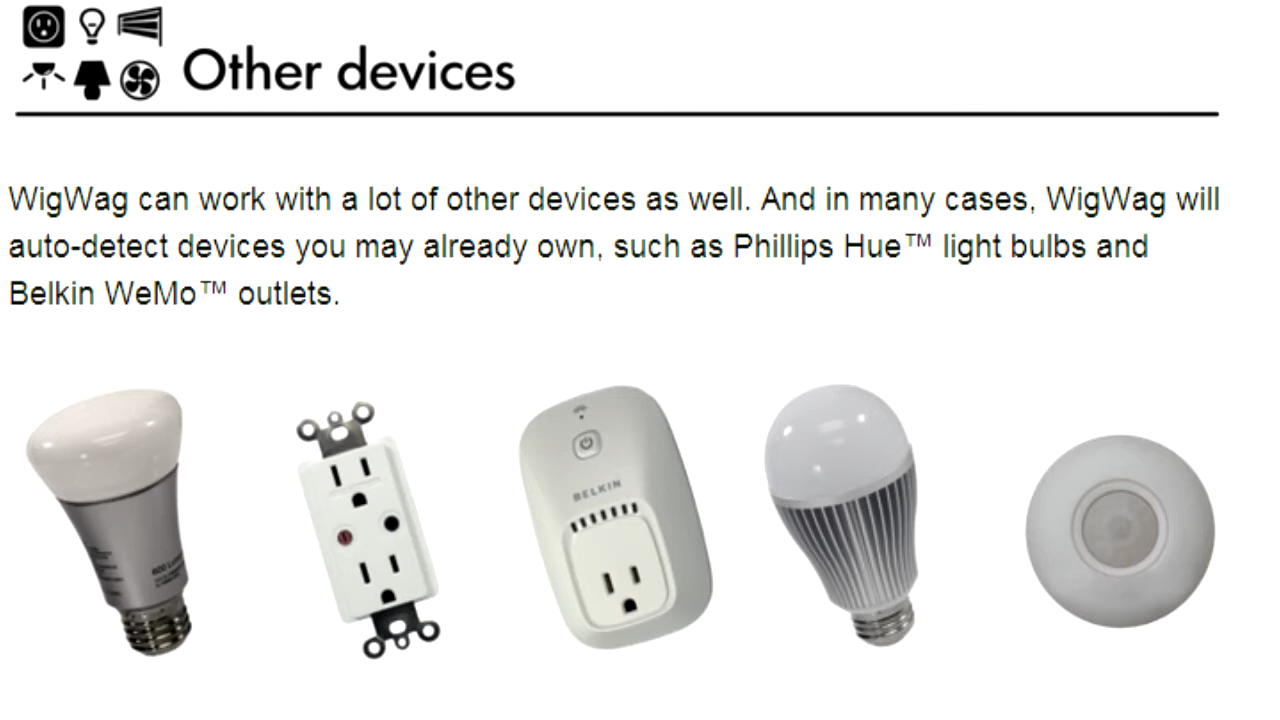 Other devices
WigWag can work with a lot of other devices as well. And in many cases, WigWag will
auto-detect devices you may already own, such as Phillips Hue™ light bulbs and
Belkin WeMo™ outlets.
BELKIN